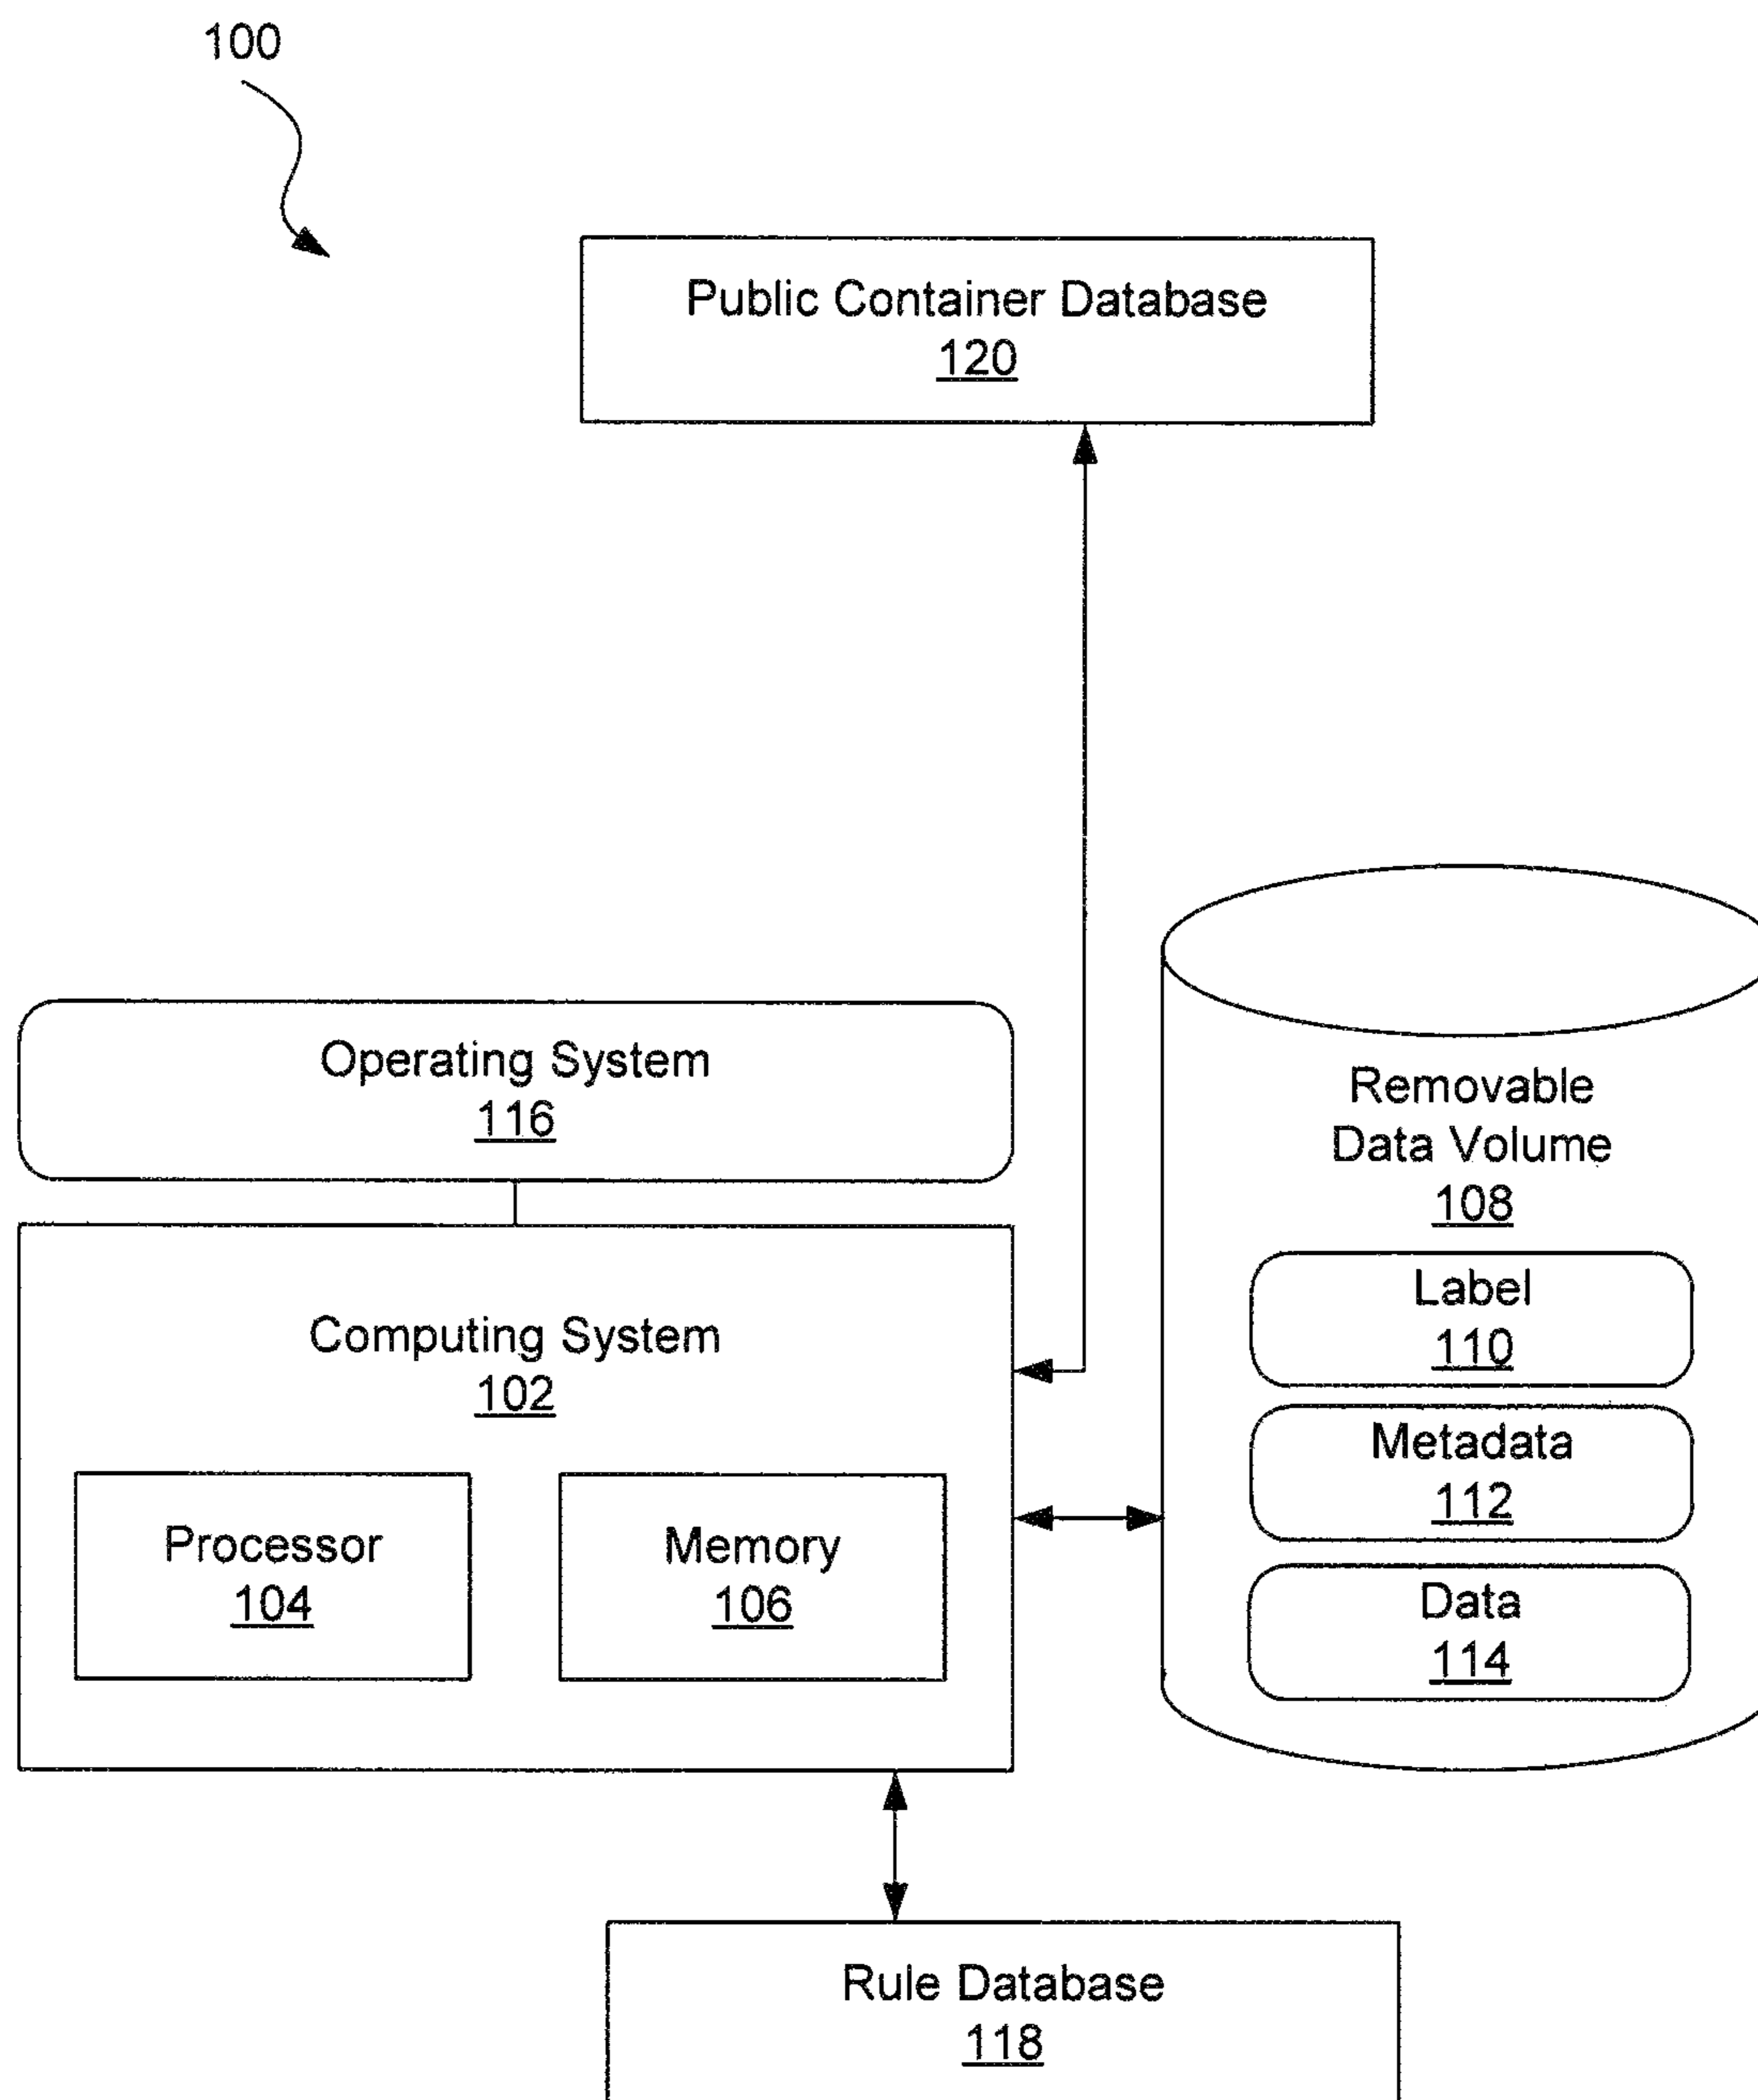 100
Public Container Database
120
Operating System
116
Computing System
102
Processor
104
Memory
106
Removable
Data Volume
108
Label
110
Metadata
112
Data
114
Rule Database
118